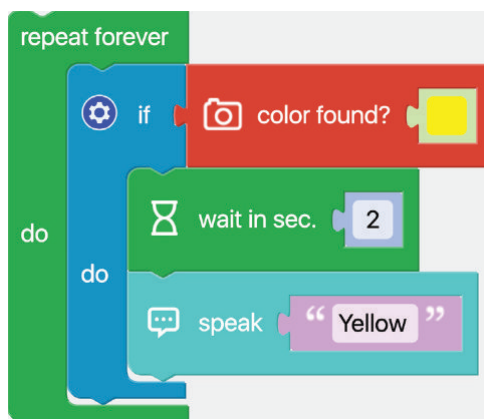 repeat forever
if color found?
do wait in sec. 2
do speak “ Yellow ”